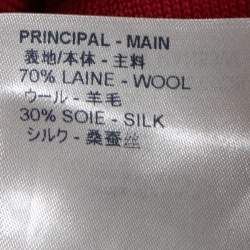 PRINCIPAL - MAIN
表地/本体 - 主料
70% LAINE - WOOL
ウール - 羊毛
30% SOIE - SILK
シルク - 桑蚕丝